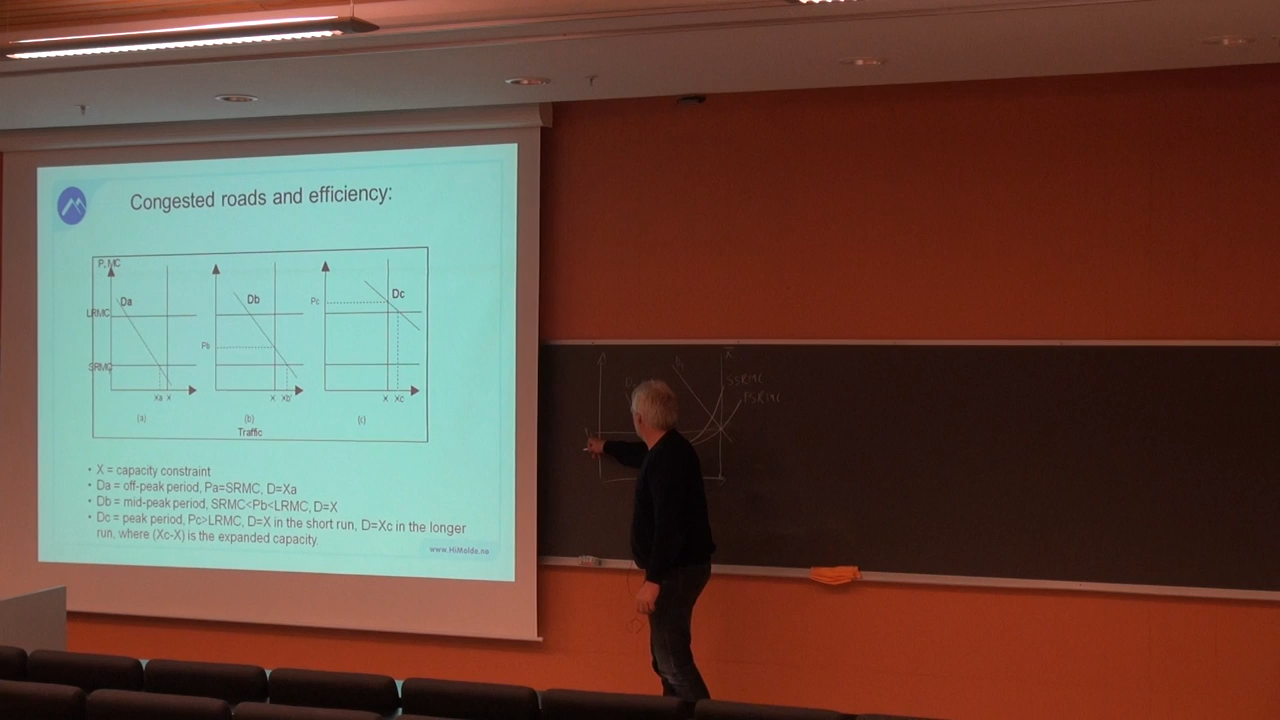 Congested roads and efficiency:
P, MC
Da
Db
Dc
Pc
LRMC
Pb
SRMC
Xa X
X Xb
X Xc
(a)
(b)
(c)
Traffic
• X = capacity constraint
• Da = off-peak period, Pa=SRMC, D=Xa
• Db = mid-peak period, SRMC<Pb<LRMC, D=X
• Dc = peak period, Pc>LRMC, D=X in the short run, D=Xc in the longer
run, where (Xc-X) is the expanded capacity.
www.HiMolde.no
X
SSRMC
PSRMC